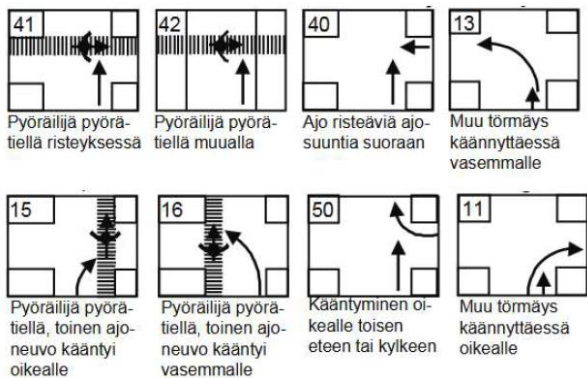 41
42
40
13
Pyöräilijä pyörä-
tiellä risteyksessä
Pyöräilijä pyörä-
tiellä muualla
Ajo risteäviä ajo-
suuntia suoraan
Muu törmäys
käännyttäessä
vasemmalle
15
16
50
11
Pyöräilijä pyörä-
tiellä, toinen ajo-
neuvo kääntyi
oikealle
Pyöräilijä pyörä-
tiellä, toinen ajo-
neuvo kääntyi
vasemmalle
Kääntyminen oi-
kealle toisen
eteen tai kylkeen
Muu törmäys
käännyttäessä
oikealle